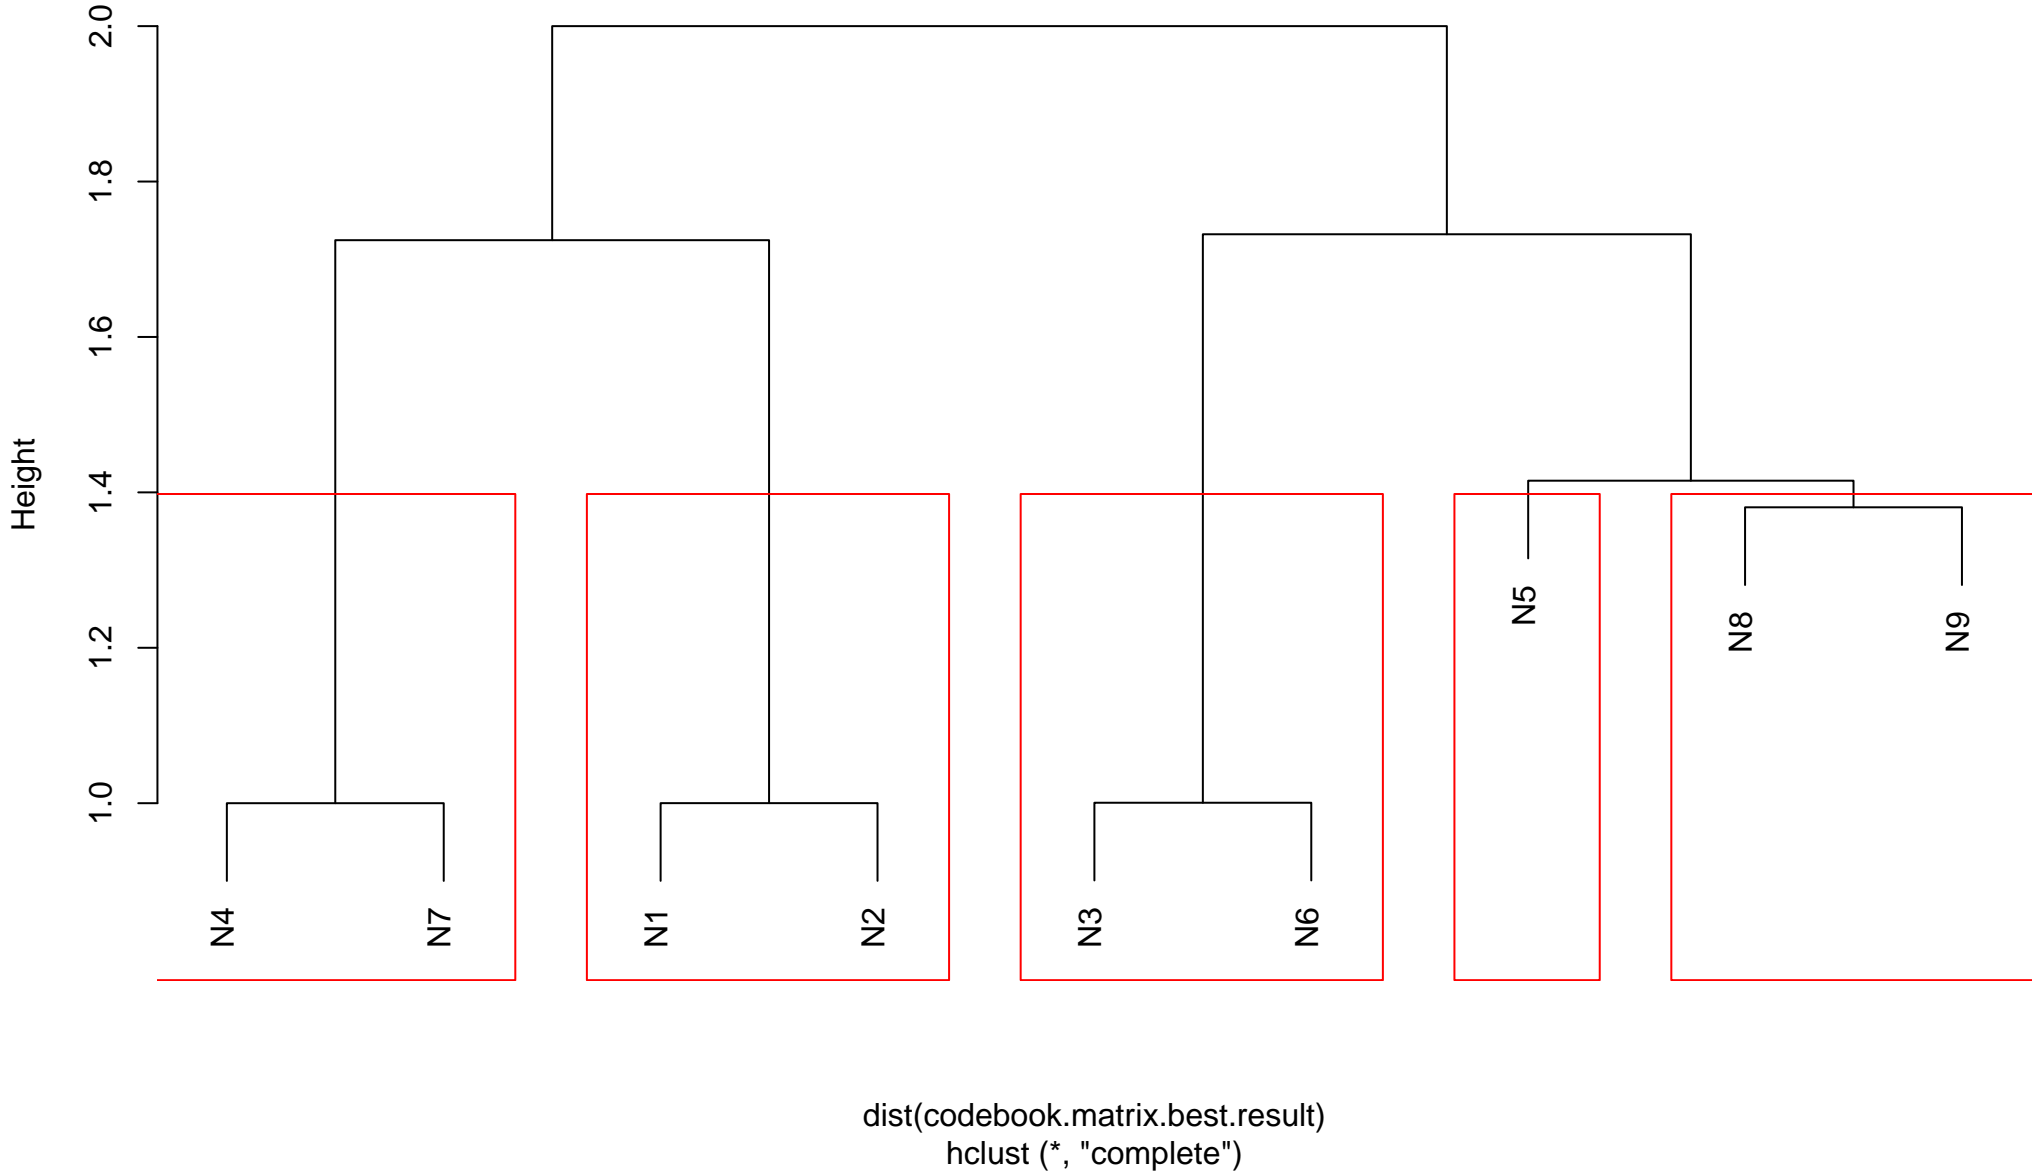 2.0
1.8
1.6
1.4
1.2
1.0
Height
N4
N7
N1
N2
N3
N6
N5
N8
N9
dist(codebook.matrix.best.result)
hclust (*, "complete")